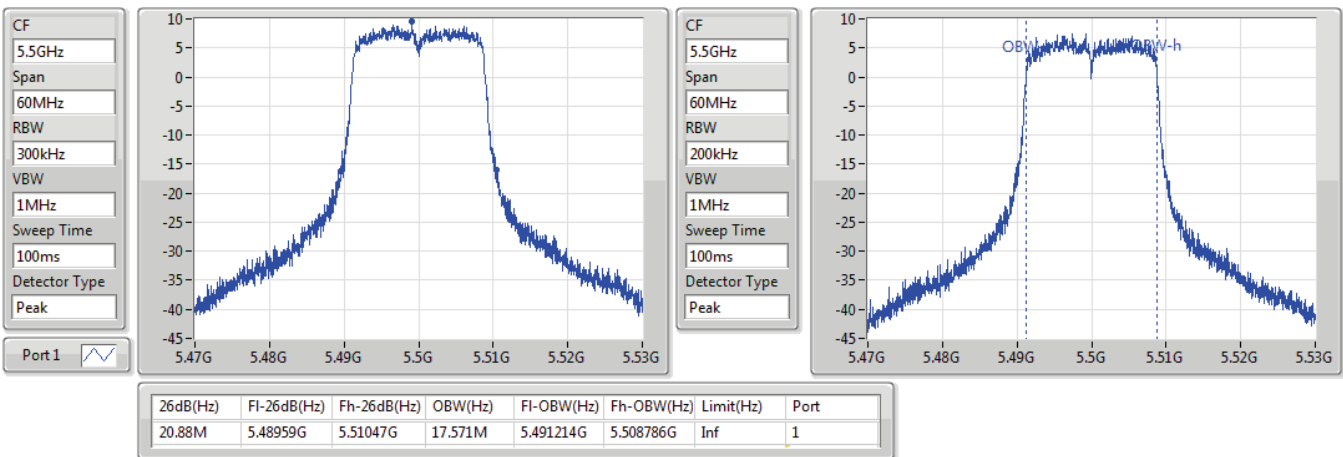 CF
5.5GHz
Span
60MHz
RBW
300kHz
VBW
1MHz
Sweep Time
100ms
Detector Type
Peak
Port 1
10
5
0
-5
-10
-15
-20
-25
-30
-35
-40
-45
5.47G 5.48G 5.49G 5.5G 5.51G 5.52G 5.53G
CF
5.5GHz
Span
60MHz
RBW
200kHz
VBW
1MHz
Sweep Time
100ms
Detector Type
Peak
10
5
0
-5
-10
-15
-20
-25
-30
-35
-40
-45
5.47G 5.48G 5.49G 5.5G 5.51G 5.52G 5.53G
26dB(Hz) Fl-26dB(Hz) Fh-26dB(Hz) OBW(Hz) Fl-OBW(Hz) Fh-OBW(Hz) Limit(Hz) Port
20.88M 5.48959G 5.51047G 17.571M 5.491214G 5.508786G Inf 1